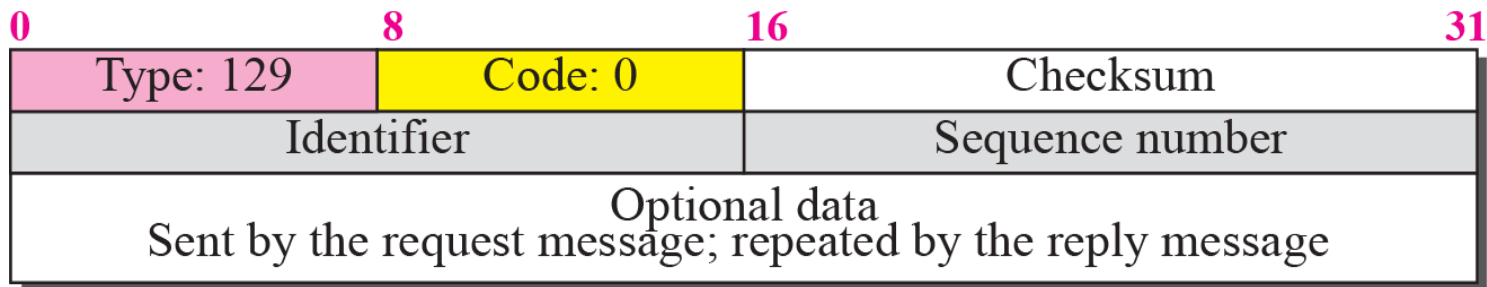 0 8 16 31
Type: 129 Code: 0 Checksum
Identifier Sequence number
Optional data
Sent by the request message; repeated by the reply message